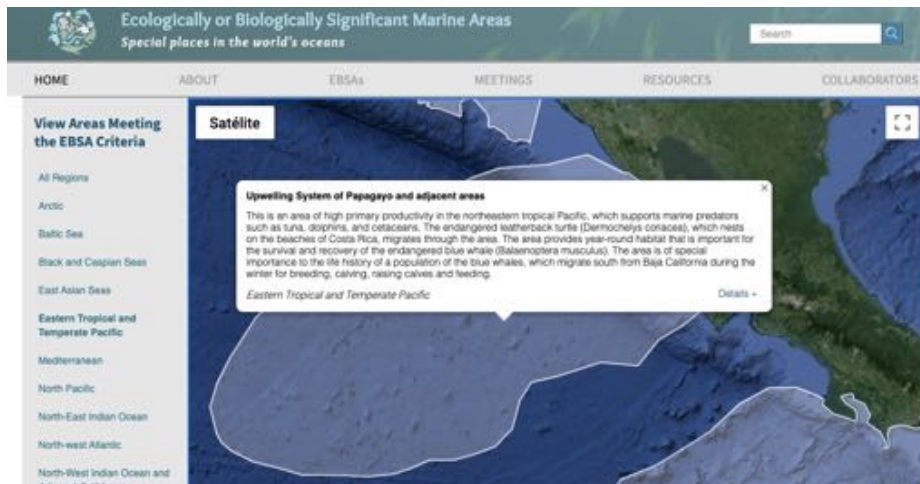 Ecologically or Biologically Significant Marine Areas
Special places in the world's oceans
Search
HOME
ABOUT
EBSAs
MEETINGS
RESOURCES
COLLABORATORS
View Areas Meeting
the EBSA Criteria
All Regions
Arctic
Baltic Sea
Black and Caspian Seas
East Asian Seas
Eastern Tropical and
Temperate Pacific
Mediterranean
North Pacific
North-East Indian Ocean
North-west Atlantic
North-West Indian Ocean and
Satélite
Upwelling System of Papagayo and adjacent areas
This is an area of high primary productivity in the northeastern tropical Pacific, which supports marine predators
such as tuna, dolphins, and cetaceans. The endangered leatherback turtle (Dermochelys coriacea), which nests
on the beaches of Costa Rica, migrates through the area. The area provides year-round habitat that is important for
the survival and recovery of the endangered blue whale (Balaenoptera musculus). The area is of special
importance to the life history of a population of the blue whales, which migrate south from Baja California during the
winter for breeding, calving, raising calves and feeding.
Eastern Tropical and Temperate Pacific
Details